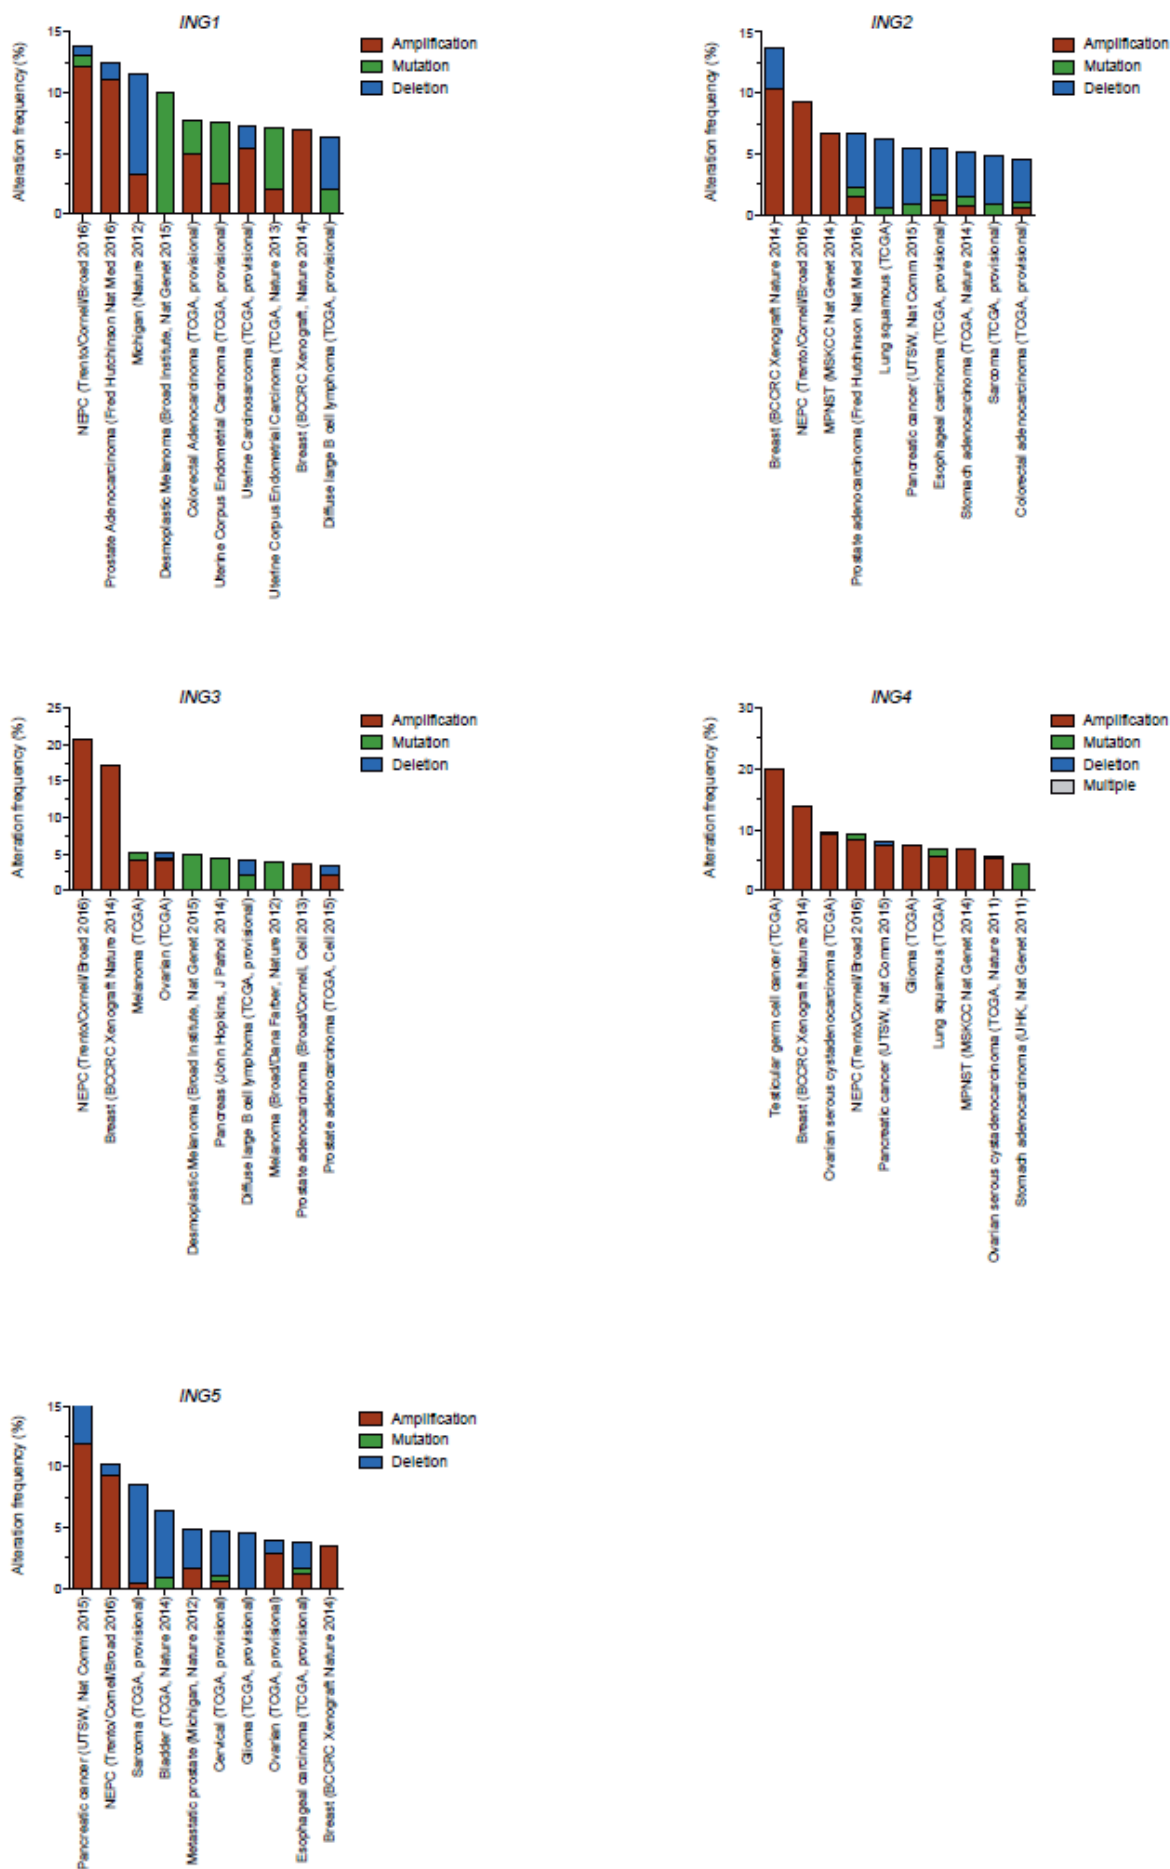 ING1
Alteration frequency (%)
15
10
5
0
Amplification
Mutation
Deletion
NEPC (Trento/Cornell/Broad 2016)
Prostate Adenocarcinoma (Fred Hutchinson Nat Med 2016)
Michigan (Nature 2012)
Desmoplastic Melanoma (Broad Institute, Nat Genet 2015)
Colorectal Adenocarcinoma (TCGA, provisional)
Uterine Corpus Endometrial Cardinoma (TCGA, provisional)
Uterine Cardinosarcoma (TCGA, provisional)
Uterine Corpus Endometrial Carcinoma (TCGA, Nature 2013)
Breast (BCCRC Xenograft, Nature 2014)
Diffuse large B cell lymphoma (TCGA, provisional)
ING2
Alteration frequency (%)
15
10
5
0
Amplification
Mutation
Deletion
Breast (BCCRC Xenograft Nature 2014)
NEPC (Trento/Cornell/Broad 2016)
MPNST (MSKCC Nat Genet 2014)
Prostate adenocarcinoma (Fred Hutchinson Nat Med 2016)
Lung squamous (TCGA)
Pancreatic cancer (UTSW, Nat Comm 2015)
Esophageal carcinoma (TCGA, provisional)
Stomach adenocarcinoma (TCGA, Nature 2014)
Sarcoma (TCGA, provisional)
Colorectal adenocarcinoma (TCGA, provisional)
ING3
Alteration frequency (%)
25
20
15
10
5
0
Amplification
Mutation
Deletion
NEPC (Trento/Cornell/Broad 2016)
Breast (BCCRC Xenograft Nature 2014)
Melanoma (TCGA)
Ovarian (TCGA)
Desmoplastic Melanoma (Broad Institute, Nat Genet 2015)
Pancreas (John Hopkins, J Pathol 2014)
Diffuse large B cell lymphoma (TCGA, provisional)
Melanoma (Broad/Dana Farber, Nature 2012)
Prostate adenocarcinoma (Broad/Cornell, Cell 2013)
Prostate adenocarcinoma (TCGA, Cell 2015)
ING4
Alteration frequency (%)
30
20
10
0
Amplification
Mutation
Deletion
Multiple
Testicular germ cell cancer (TCGA)
Breast (BCCRC Xenograft Nature 2014)
Ovarian serous cystadenocarcinoma (TCGA)
NEPC (Trento/Cornell/Broad 2016)
Pancreatic cancer (UTSW, Nat Comm 2015)
Glioma (TCGA)
Lung squamous (TCGA)
MPNST (MSKCC Nat Genet 2014)
Ovarian serous cystadenocarcinoma (TCGA, Nature 2011)
Stomach adenocarcinoma (UHK, Nat Genet 2011)
ING5
Alteration frequency (%)
15
10
5
0
Amplification
Mutation
Deletion
Pancreatic cancer (UTSW, Nat Comm 2015)
NEPC (Trento/Cornell/Broad 2016)
Sarcoma (TCGA, provisional)
Bladder (TCGA, Nature 2014)
Metastatic prostate (Michigan, Nature 2012)
Cervical (TCGA, provisional)
Glioma (TCGA, provisional)
Ovarian (TCGA, provisional)
Esophageal carcinoma (TCGA, provisional)
Breast (BCCRC Xenograft Nature 2014)